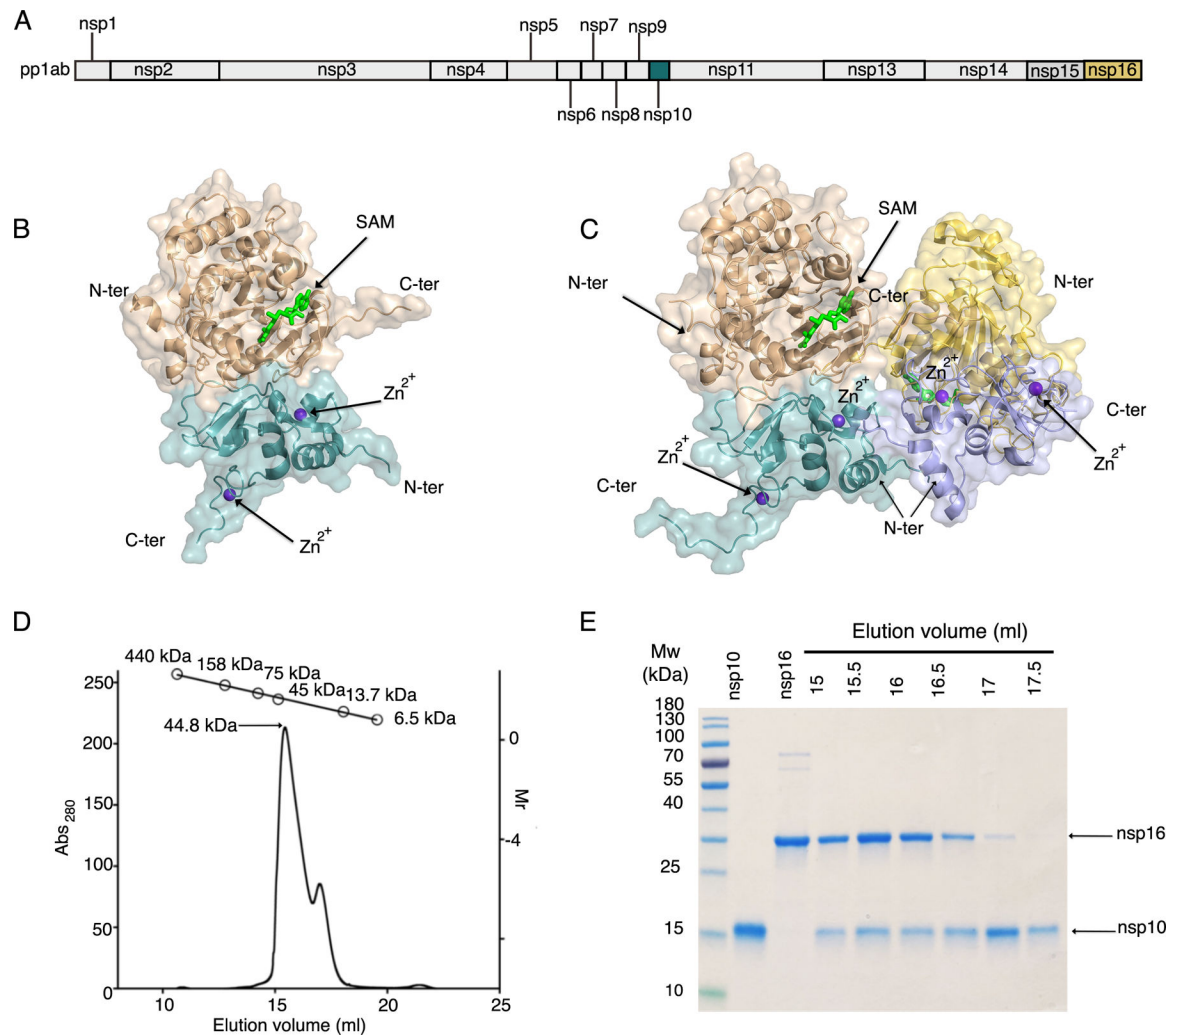 A
nsp1
nsp5
nsp7
nsp9
pp1ab
nsp2
nsp3
nsp4
nsp11
nsp13
nsp14
nsp15
nsp16
nsp6
nsp8
nsp10
B
SAM
N-ter
C-ter
Zn2+
N-ter
C-ter
Zn2+
C
SAM
N-ter
C-ter
N-ter
Zn2+
Zn2+
C-ter
Zn2+
Zn2+
C-ter
N-ter
D
440 kDa
158 kDa
75 kDa
45 kDa
13.7 kDa
6.5 kDa
44.8 kDa
250
200
150
100
50
0
Abs280
0
-4
Mr
10
15
20
25
Elution volume (ml)
E
Elution volume (ml)
Mw
(kDa)
nsp10
nsp16
15
15.5
16
16.5
17
17.5
180
130
100
70
55
40
25
15
10
nsp16
nsp10